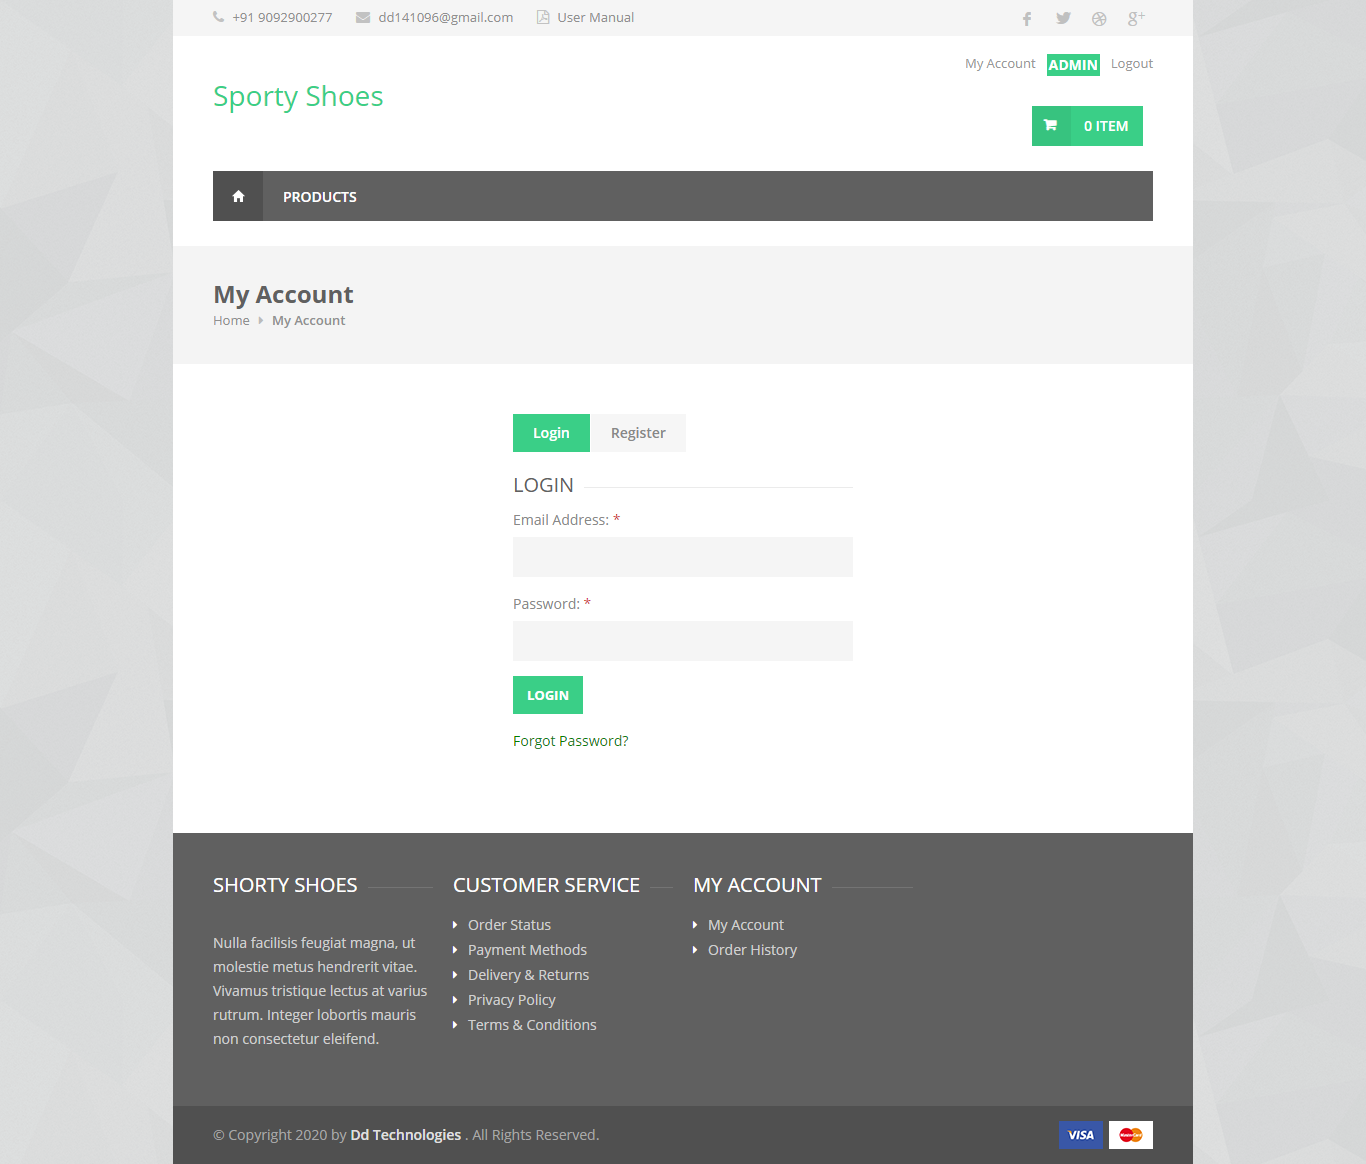 +91 9092900277 dd141096@gmail.com User Manual
My Account ADMIN Logout
Sporty Shoes
0 ITEM
PRODUCTS
My Account
Home My Account
Login Register
LOGIN
Email Address: *
Password: *
LOGIN
Forgot Password?
SHORTY SHOES
Nulla facilisis feugiat magna, ut
molestie metus hendrerit vitae.
Vivamus tristique lectus at varius
rutrum. Integer lobortis mauris
non consectetur eleifend.
CUSTOMER SERVICE
Order Status
Payment Methods
Delivery & Returns
Privacy Policy
Terms & Conditions
MY ACCOUNT
My Account
Order History
© Copyright 2020 by Dd Technologies . All Rights Reserved.
VISA MasterCard